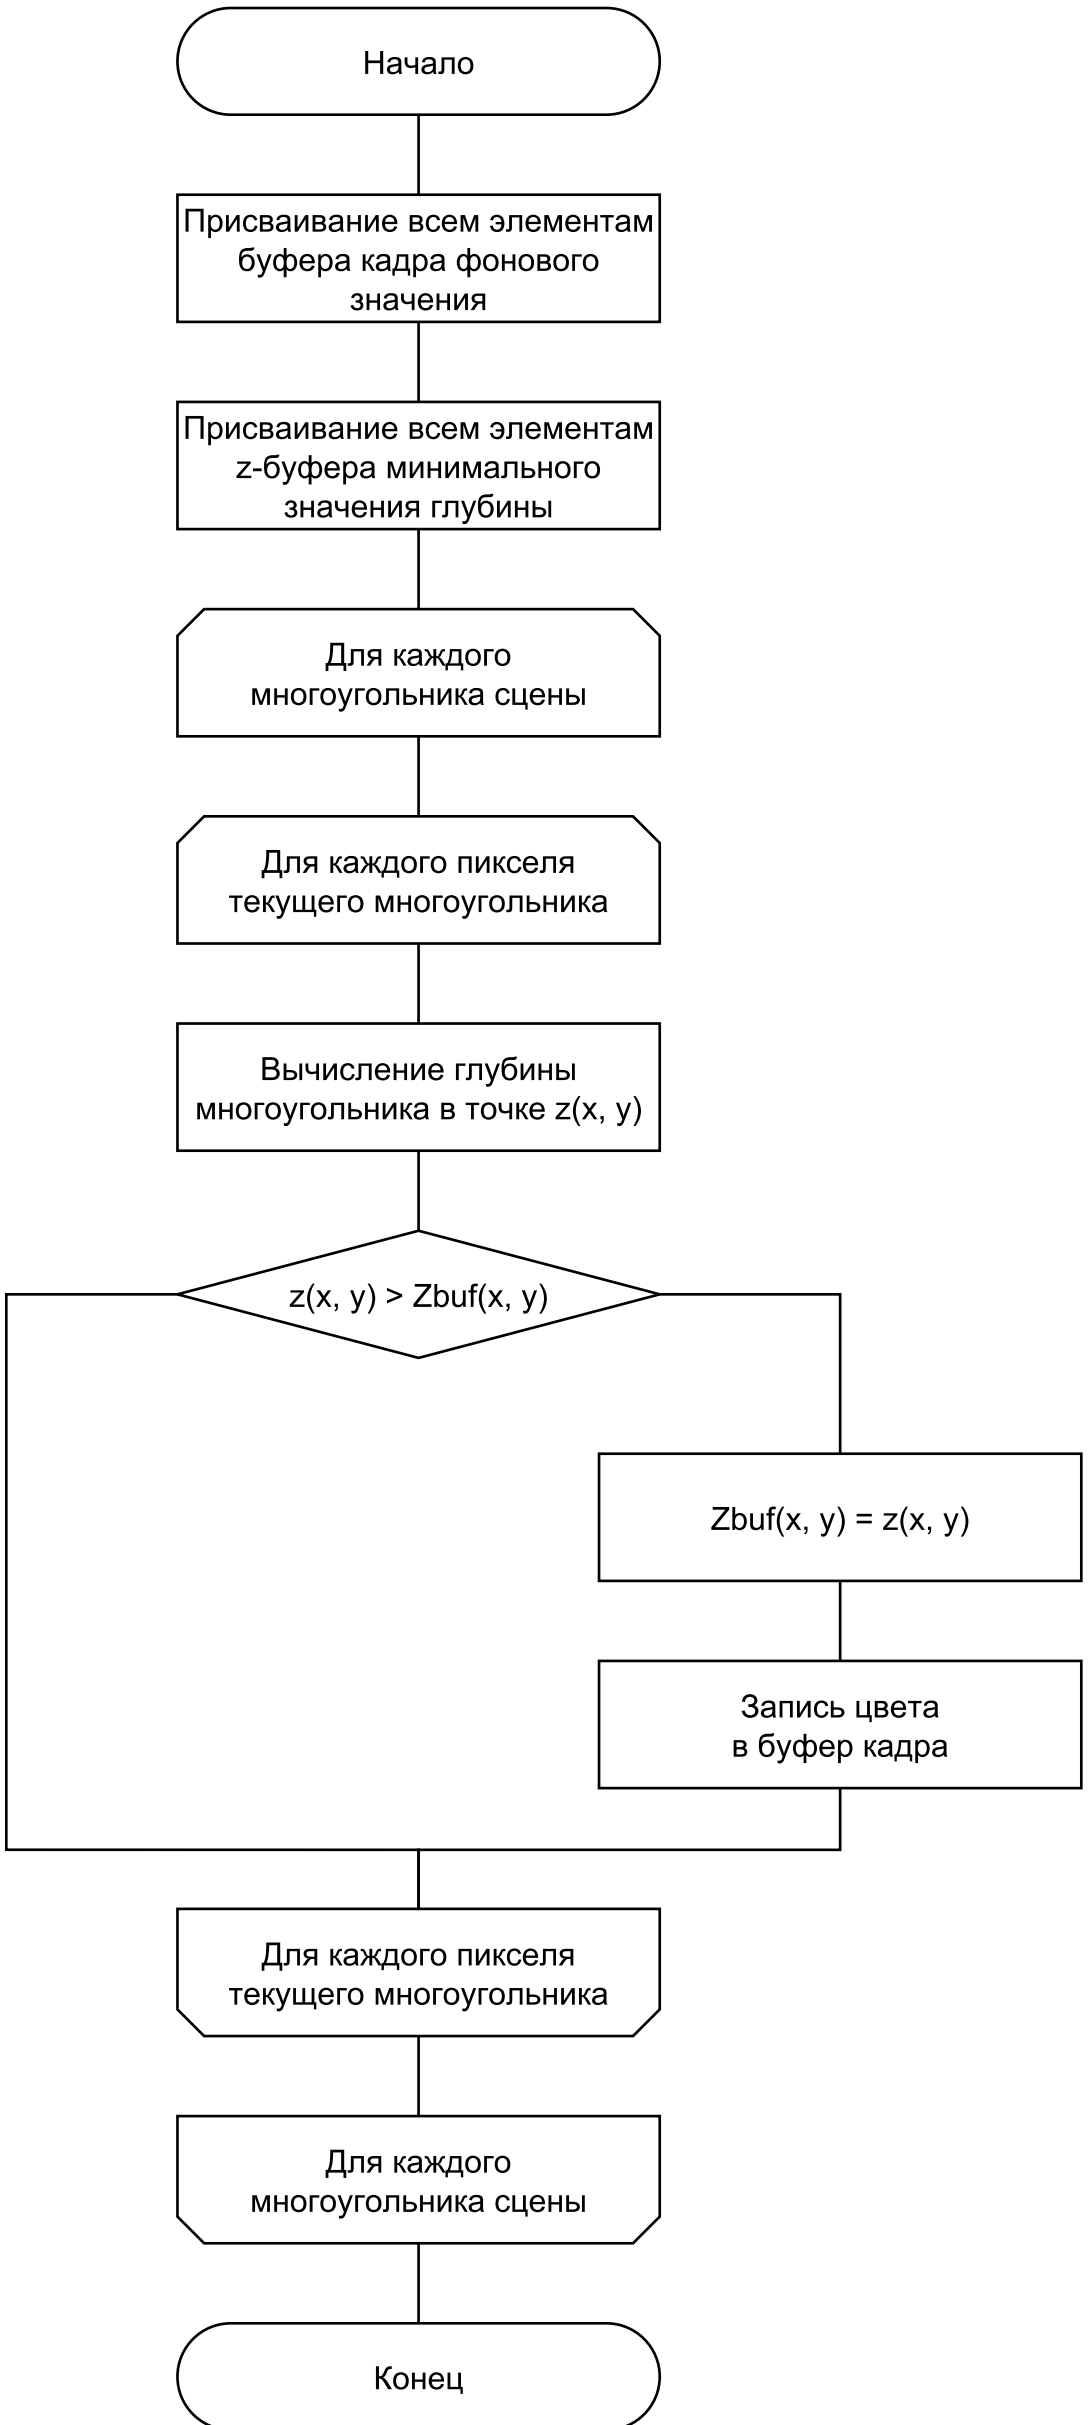 Начало
Присваивание всем элементам
буфера кадра фонового
значения
Присваивание всем элементам
z-буфера минимального
значения глубины
Для каждого
многоугольника сцены
Для каждого пикселя
текущего многоугольника
Вычисление глубины
многоугольника в точке z(x, y)
z(x, y) > Zbuf(x, y)
Zbuf(x, y) = z(x, y)
Запись цвета
в буфер кадра
Для каждого пикселя
текущего многоугольника
Для каждого
многоугольника сцены
Конец